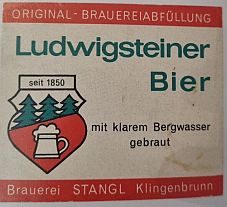 ORIGINAL - BRAUEREIABFÜLLUNG
Ludwigsteiner
Bier
seit 1850
mit klarem Bergwasser
gebraut
Brauerei STANGL Klingenbrunn